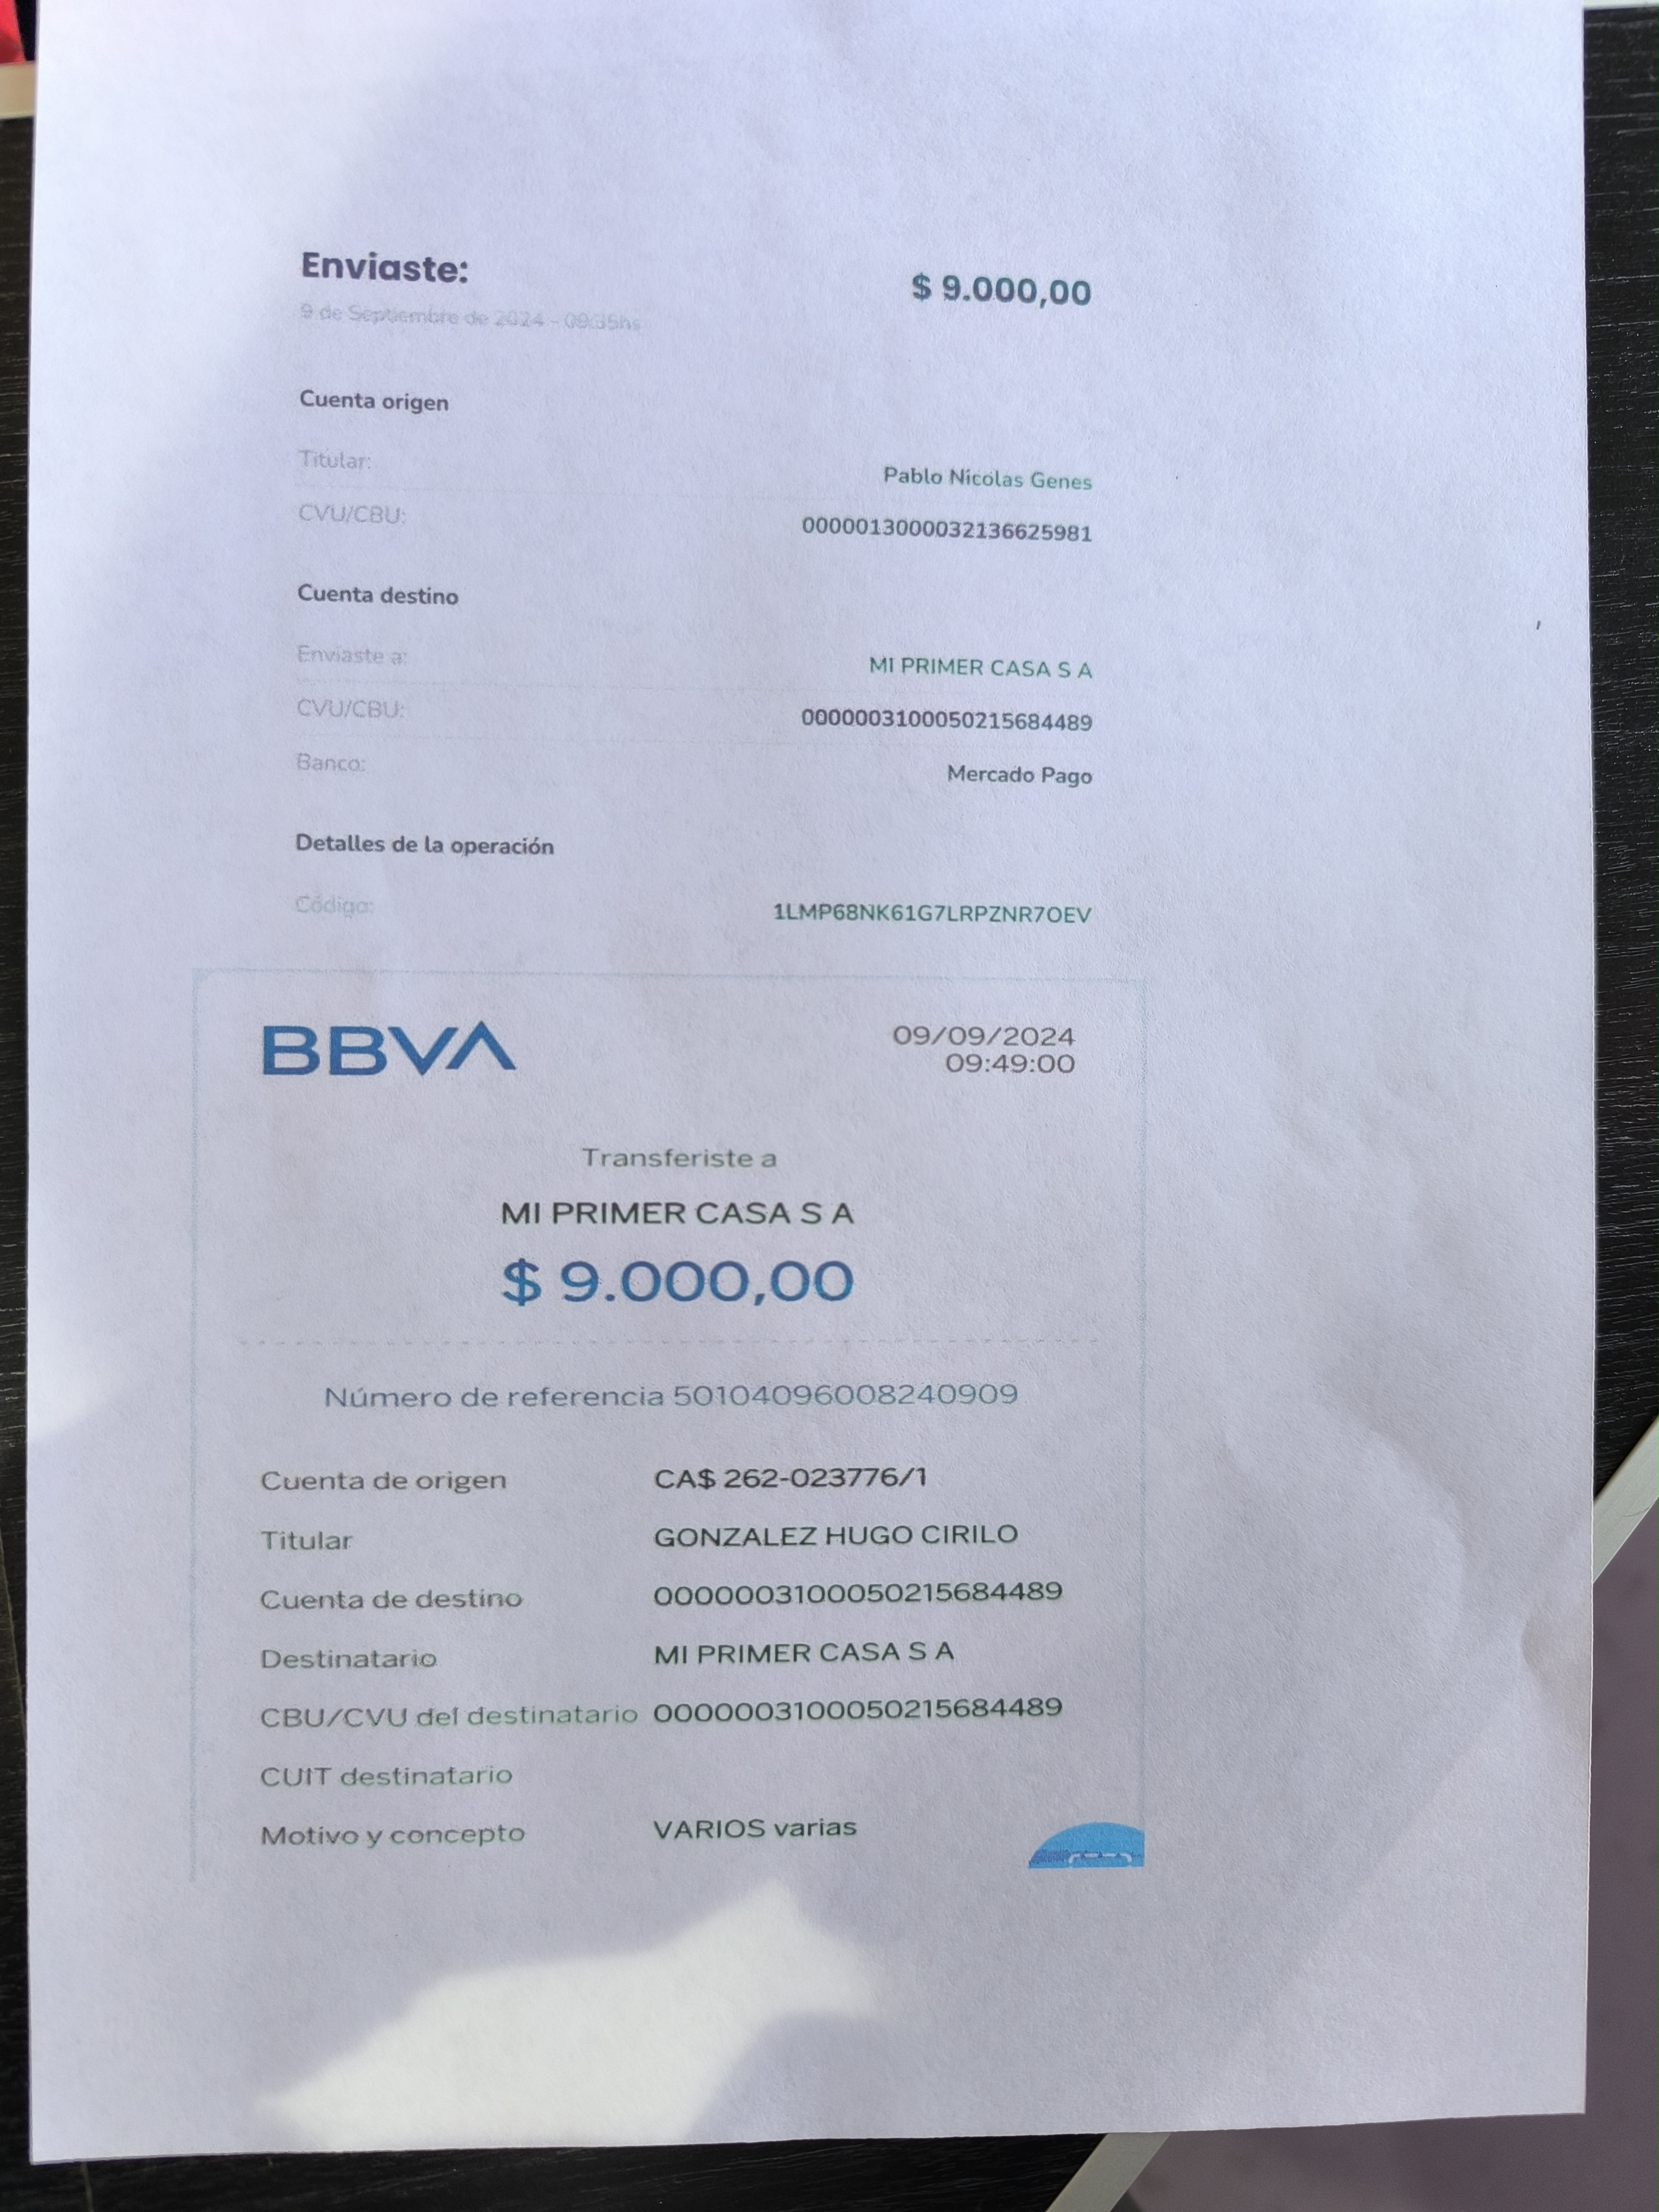 Enviaste:
$ 9.000,00
9 de Septiembre de 2024 - 09:35hs
Cuenta origen
Titular:
Pablo Nicolas Genes
CVU/CBU:
0000013000032136625981
Cuenta destino
Enviaste a:
MI PRIMER CASA S A
CVU/CBU:
0000003100050215684489
Banco:
Mercado Pago
Detalles de la operación
Código:
1LMP68NK61G7LRPZNR7OEV
BBVA
09/09/2024
09:49:00
Transferiste a
MI PRIMER CASA S A
$ 9.000,00
Número de referencia 50104096008240909
Cuenta de origen CA$ 262-023776/1
Titular GONZALEZ HUGO CIRILO
Cuenta de destino 0000003100050215684489
Destinatario MI PRIMER CASA S A
CBU/CVU del destinatario 0000003100050215684489
CUIT destinatario
Motivo y concepto VARIOS varias